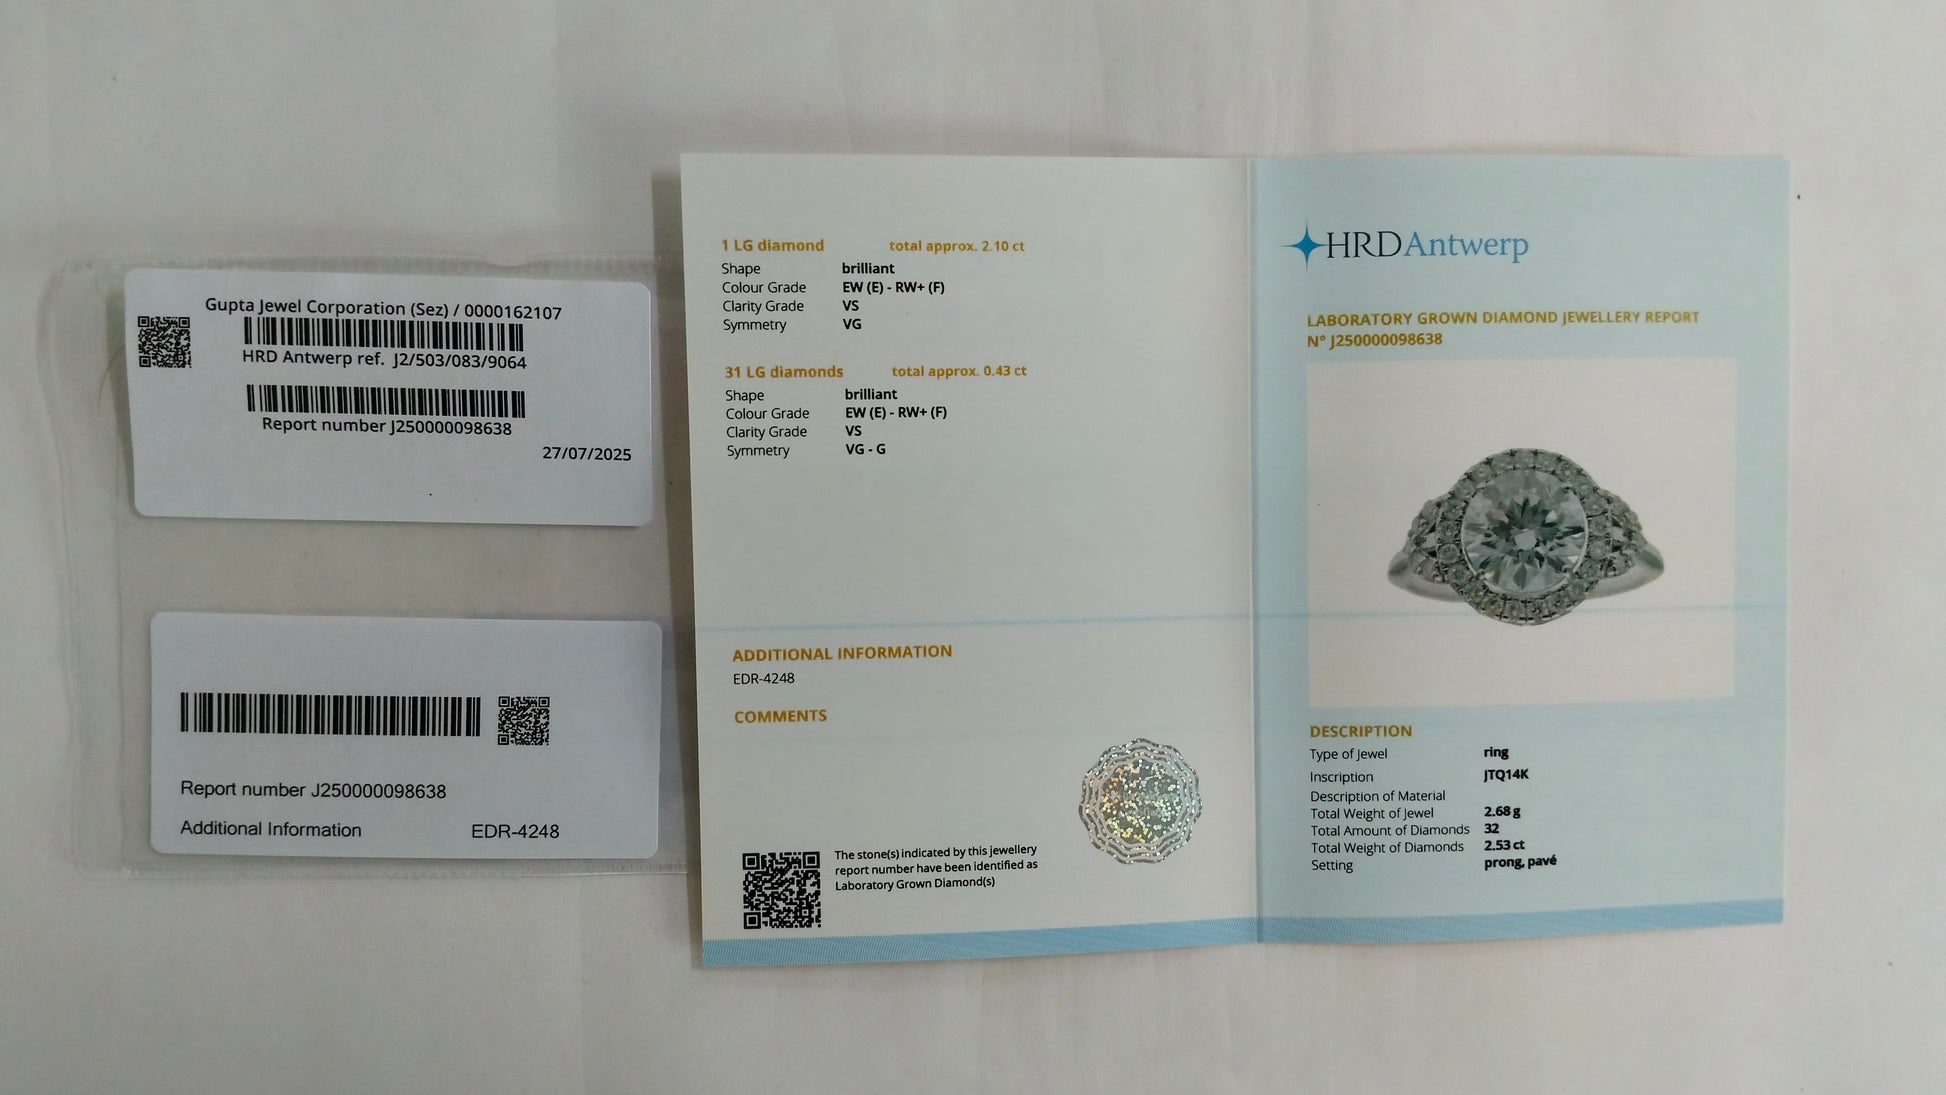 Gupta Jewel Corporation (Sez) / 0000162107
HRD Antwerp ref. J2/503/083/9064
Report number J250000098638
27/07/2025
Report number J250000098638
Additional Information EDR-4248
1 LG diamond total approx. 2.10 ct
Shape brilliant
Colour Grade EW (E) - RW+ (F)
Clarity Grade VS
Symmetry VG
31 LG diamonds total approx. 0.43 ct
Shape brilliant
Colour Grade EW (E) - RW+ (F)
Clarity Grade VS
Symmetry VG - G
ADDITIONAL INFORMATION
EDR-4248
COMMENTS
The stone(s) indicated by this jewellery
report number have been identified as
Laboratory Grown Diamond(s)
HRD Antwerp
LABORATORY GROWN DIAMOND JEWELLERY REPORT
N° J250000098638
DESCRIPTION
Type of Jewel ring
Inscription JTQ14K
Description of Material
Total Weight of Jewel 2.68 g
Total Amount of Diamonds 32
Total Weight of Diamonds 2.53 ct
Setting prong, pavé